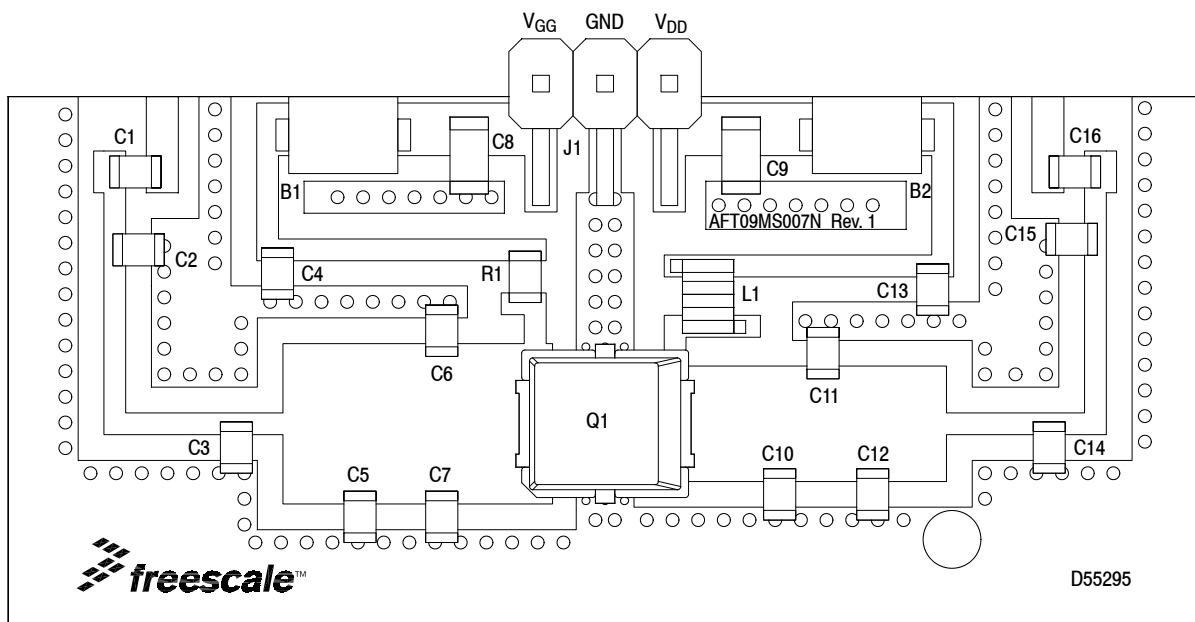 VGG GND VDD
C1 C8 J1 C9 C16
B1 B2
AFT09MS007N Rev. 1
C2 C4 R1 L1 C13 C15
C6 C11
Q1
C3 C5 C7 C10 C12 C14
freescale™
D55295